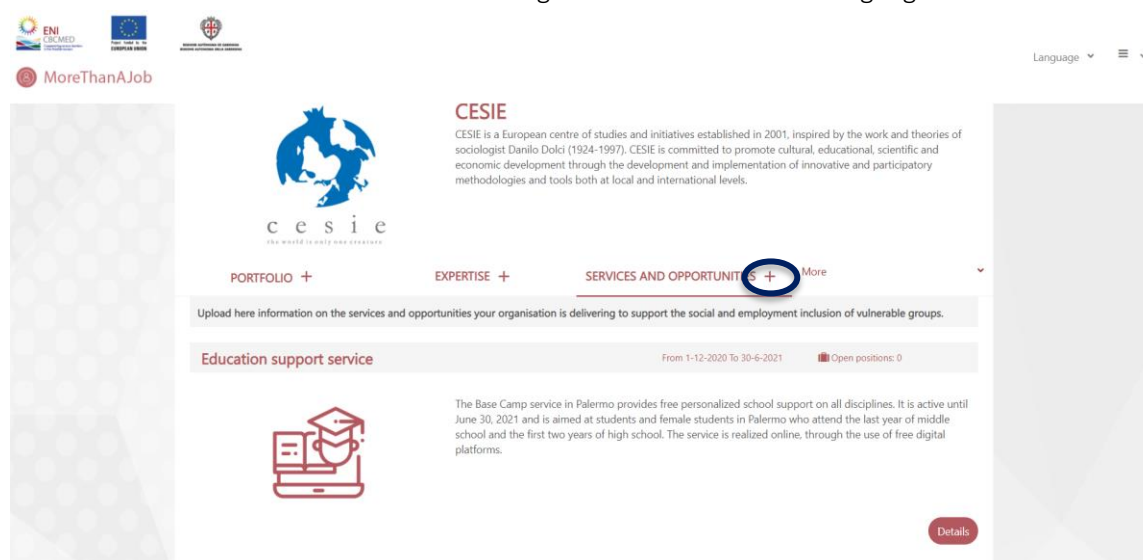 ENI
CBCMED
EUROPEAN UNION
MoreThanAJob
Language
CESIE
CESIE is a European centre of studies and initiatives established in 2001, inspired by the work and theories of
sociologist Danilo Dolci (1924-1997). CESIE is committed to promote cultural, educational, scientific and
economic development through the development and implementation of innovative and participatory
methodologies and tools both at local and international levels.
cesie
the world is only one creature
PORTFOLIO +
EXPERTISE +
SERVICES AND OPPORTUNITIES +
More
Upload here information on the services and opportunities your organisation is delivering to support the social and employment inclusion of vulnerable groups.
Education support service
From 1-12-2020 To 30-6-2021
Open positions: 0
The Base Camp service in Palermo provides free personalized school support on all disciplines. It is active until
June 30, 2021 and is aimed at students and female students in Palermo who attend the last year of middle
school and the first two years of high school. The service is realized online, through the use of free digital
platforms.
Details